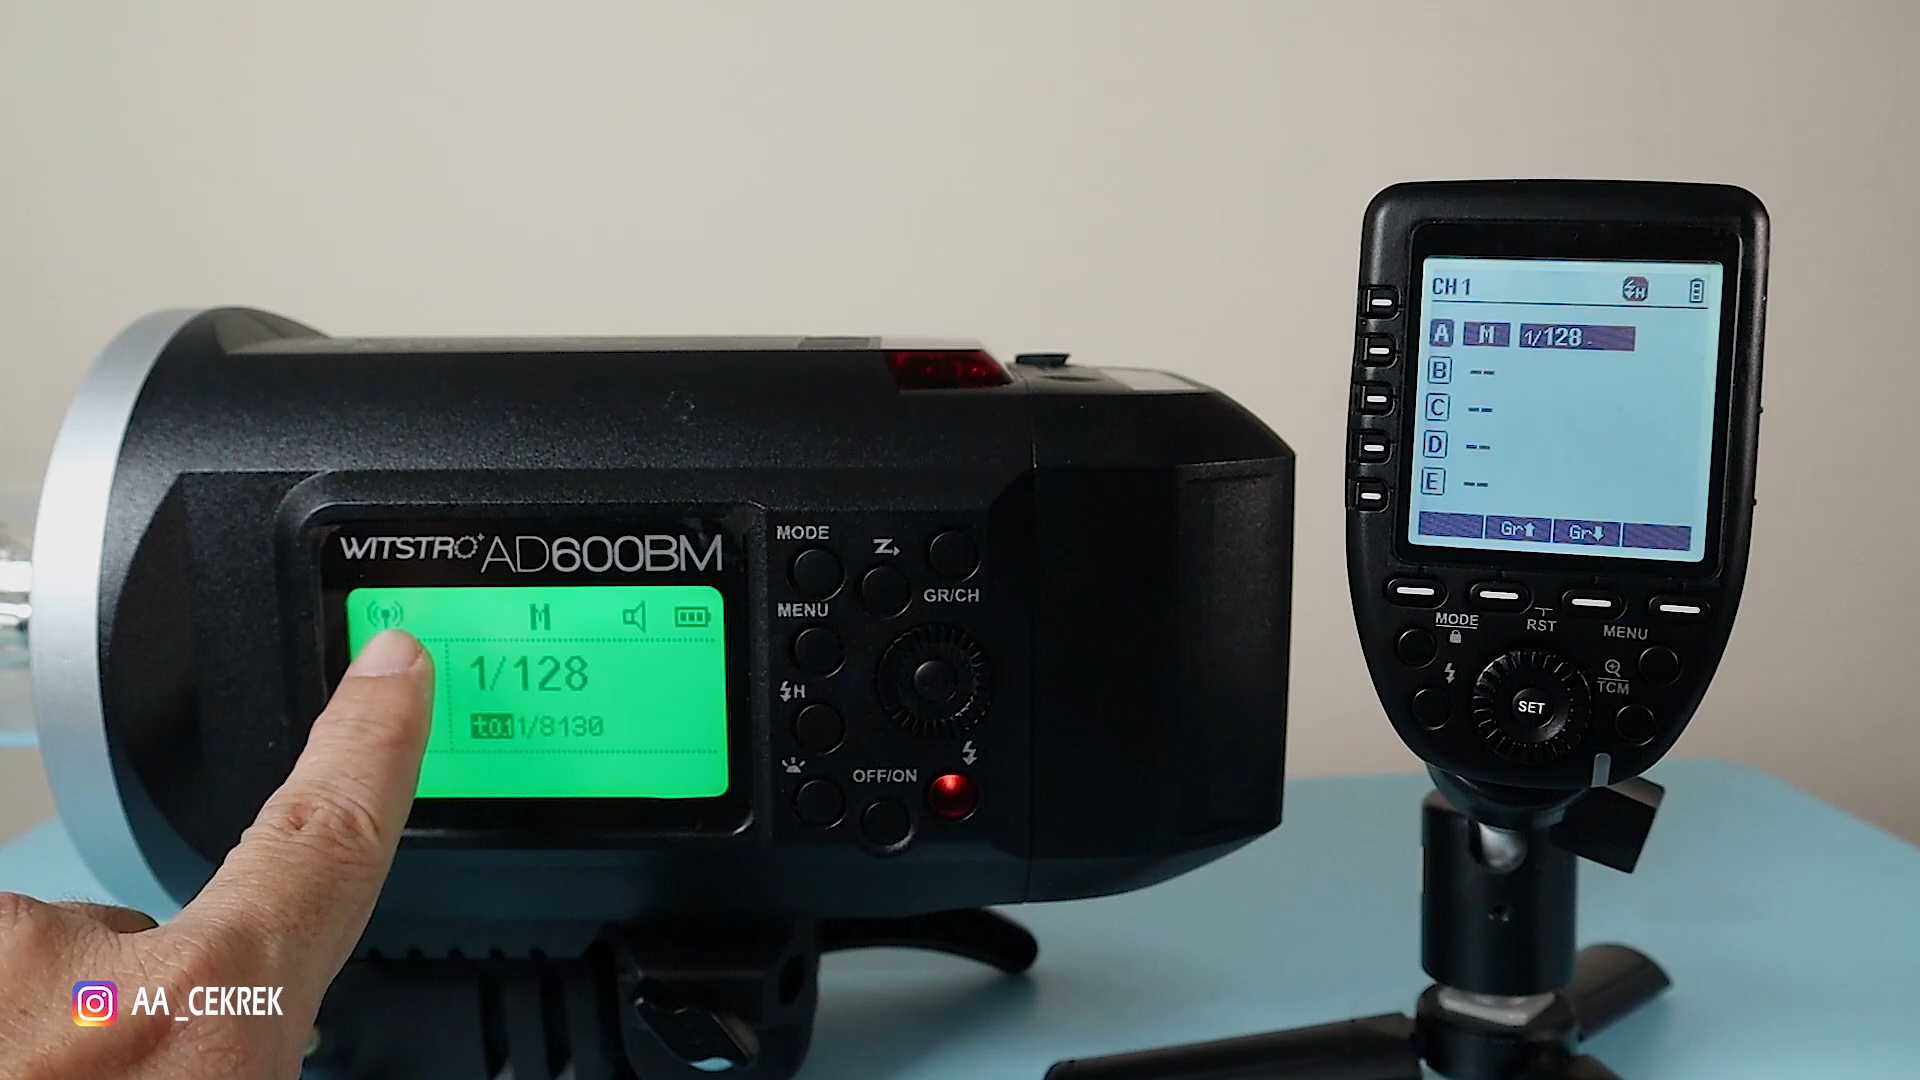 WITSTRO AD600BM
M
1/128
t0.1 1/8130
MODE
MENU
GR/CH
H
OFF/ON
CH 1
H
A M 1/128
B --
C --
D --
E --
Gr Gr
MODE
RST
MENU
TCM
SET
AA_CEKREK